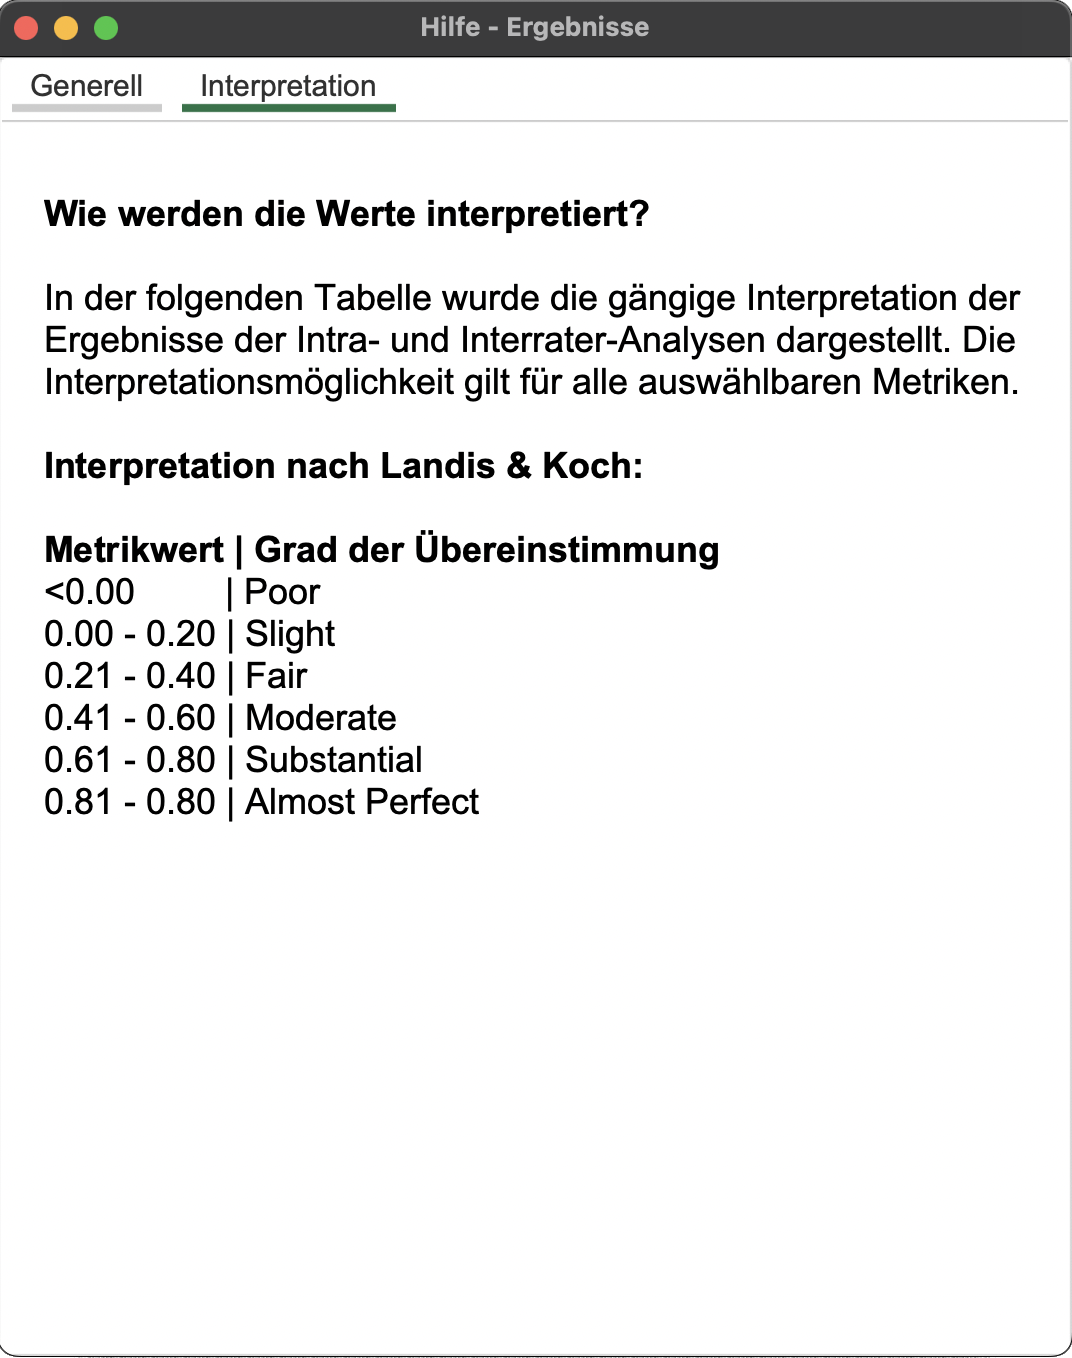 Hilfe - Ergebnisse
Generell Interpretation
Wie werden die Werte interpretiert?
In der folgenden Tabelle wurde die gängige Interpretation der
Ergebnisse der Intra- und Interrater-Analysen dargestellt. Die
Interpretationsmöglichkeit gilt für alle auswählbaren Metriken.
Interpretation nach Landis & Koch:
Metrikwert | Grad der Übereinstimmung
<0.00 | Poor
0.00 - 0.20 | Slight
0.21 - 0.40 | Fair
0.41 - 0.60 | Moderate
0.61 - 0.80 | Substantial
0.81 - 0.80 | Almost Perfect